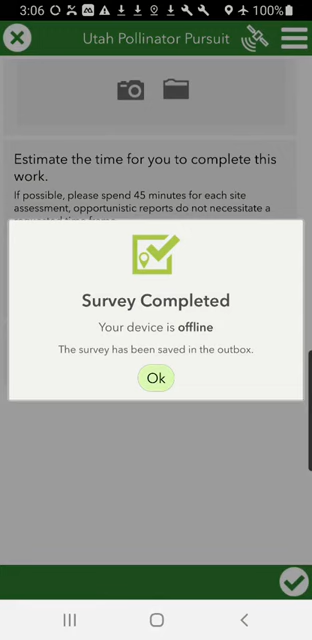 3:06
100%
Utah Pollinator Pursuit
Estimate the time for you to complete this
work.
If possible, please spend 45 minutes for each site
assessment, opportunistic reports do not necessitate a
Survey Completed
Your device is offline
The survey has been saved in the outbox.
Ok